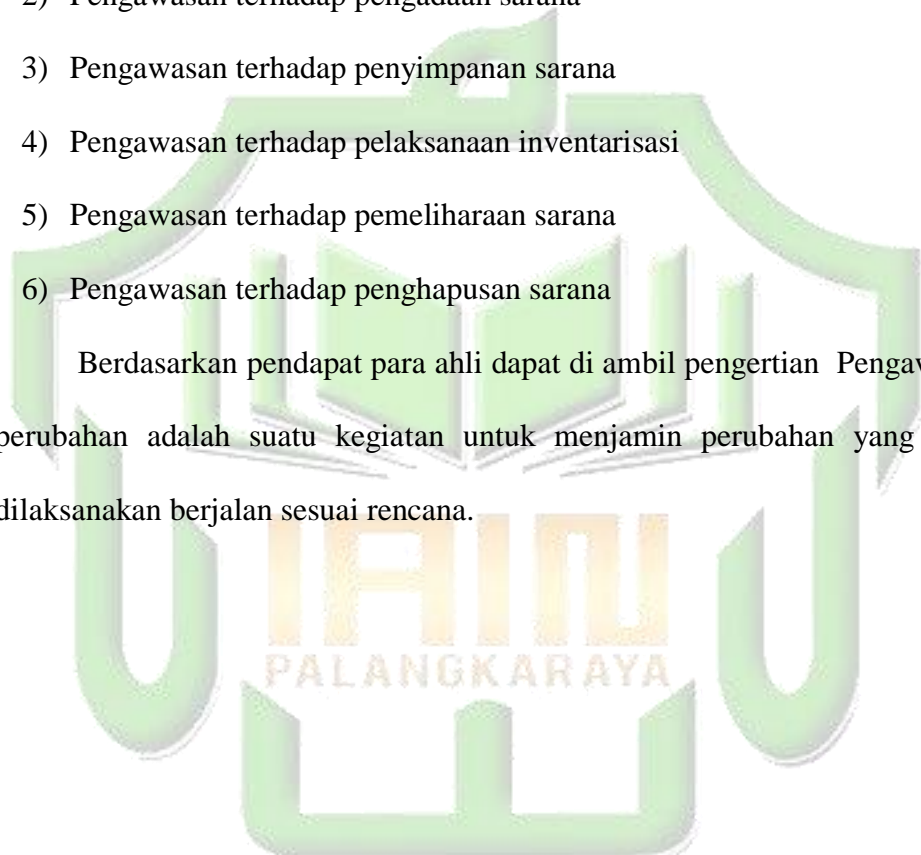 2) Pengawasan terhadap pengadaan sarana
3) Pengawasan terhadap penyimpanan sarana
4) Pengawasan terhadap pelaksanaan inventarisasi
5) Pengawasan terhadap pemeliharaan sarana
6) Pengawasan terhadap penghapusan sarana
Berdasarkan pendapat para ahli dapat di ambil pengertian
perubahan adalah suatu kegiatan untuk menjamin perubahan yang
dilaksanakan berjalan sesuai rencana.
IAIN
PALANGKARAYA